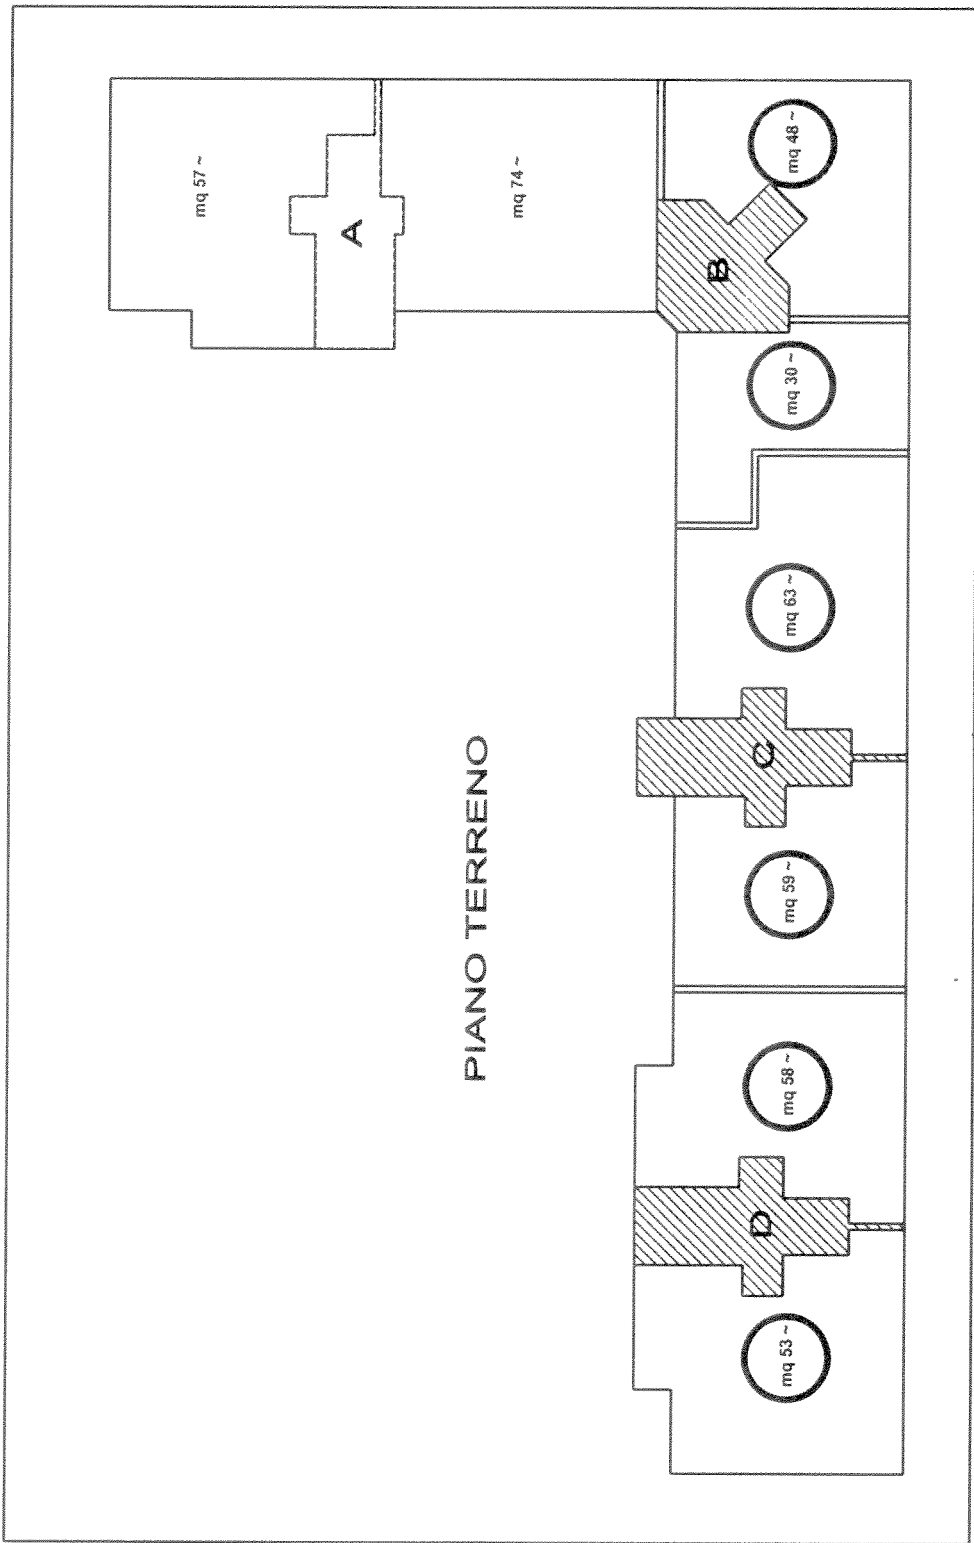 mq 57 ~
A
mq 74 ~
mq 48 ~
B
mq 30 ~
mq 63 ~
C
mq 59 ~
PIANO TERRENO
mq 58 ~
D
mq 53 ~